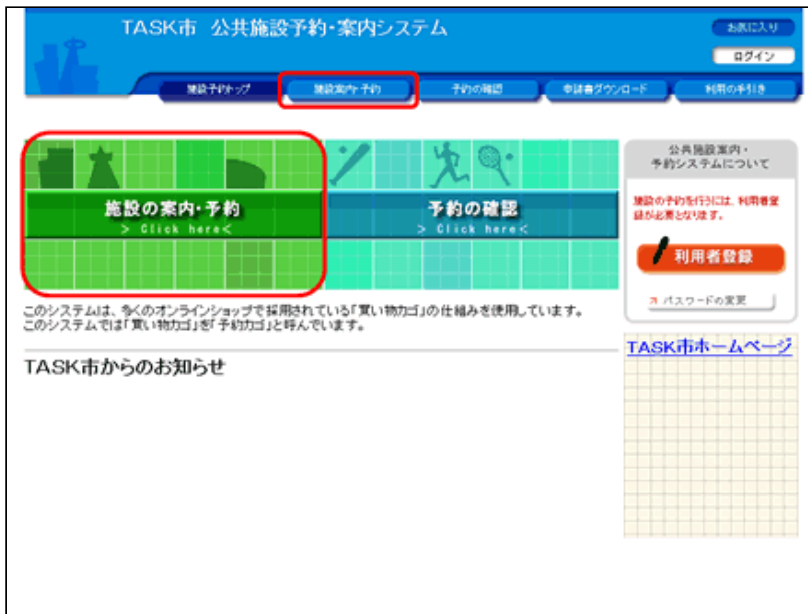 TASK市 公共施設予約・案内システム
お気に入り
ログイン
施設予約トップ
施設案内・予約
予約の確認
申請書ダウンロード
利用の手引き
施設の案内・予約
> Click here<
予約の確認
> Click here<
公共施設案内・
予約システムについて
施設の予約を行うには、利用者登
録が必要となります。
利用者登録
パスワードの変更
このシステムは、多くのオンラインショップで採用されている「買い物カゴ」の仕組みを使用しています。
このシステムでは「買い物カゴ」を「予約カゴ」と呼んでいます。
TASK市ホームページ
TASK市からのお知らせ